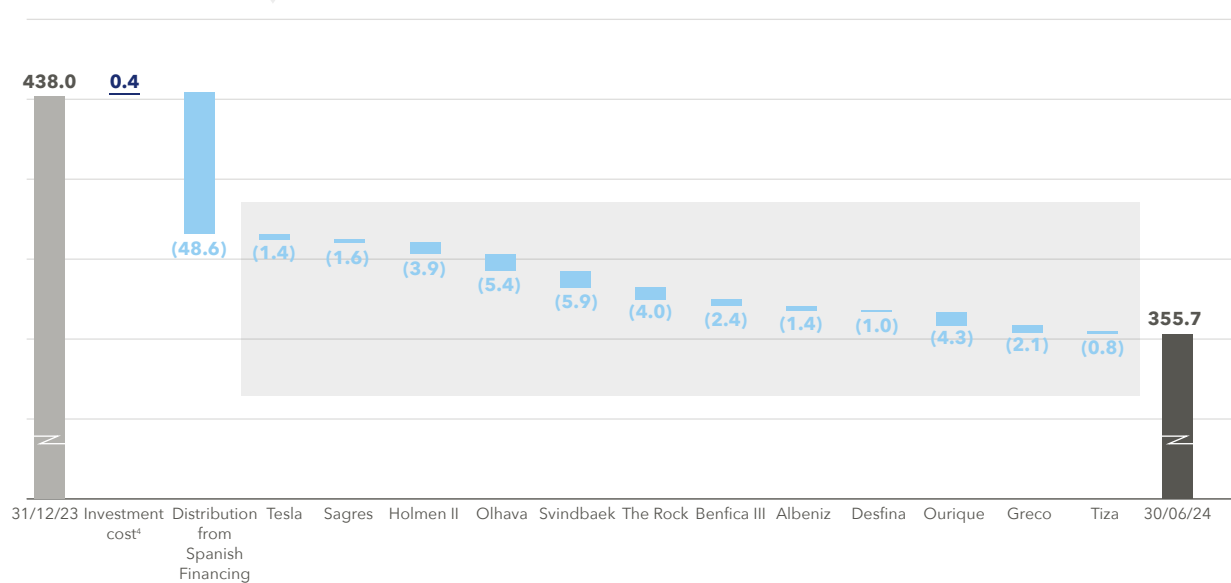 438.0
0.4
(48.6)
(1.4)
(1.6)
(3.9)
(5.4)
(5.9)
(4.0)
(2.4)
(1.4)
(1.0)
(4.3)
(2.1)
(0.8)
355.7
31/12/23
Investment
cost⁴
Distribution
from
Spanish
Financing
Tesla
Sagres
Holmen II
Olhava
Svindbaek
The Rock
Benfica III
Albeniz
Desfina
Ourique
Greco
Tiza
30/06/24